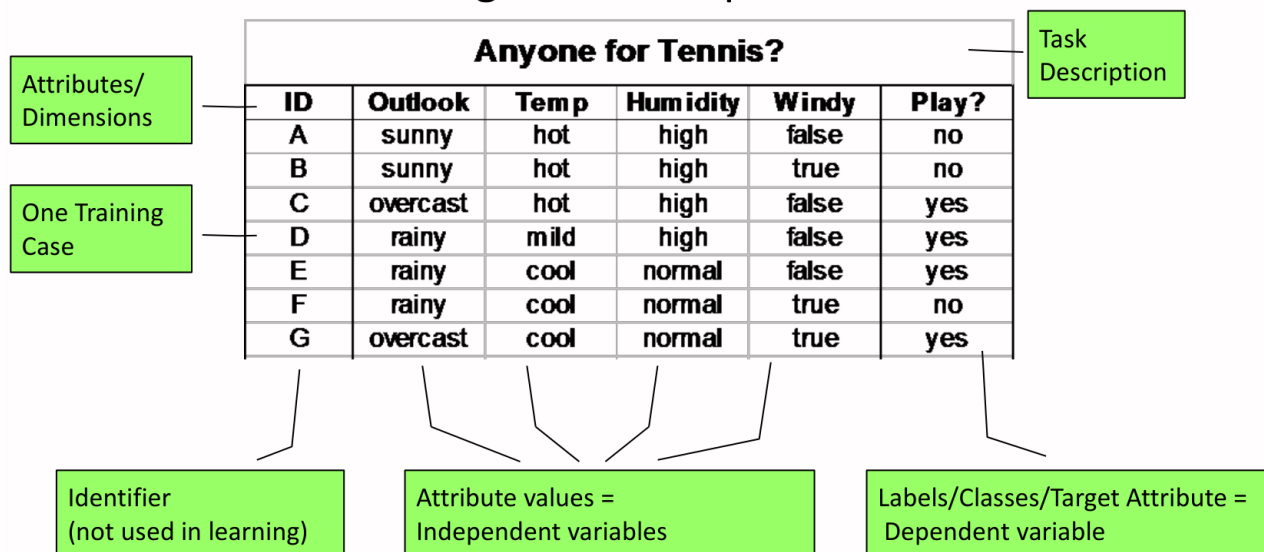 Anyone for Tennis?
Task
Description
Attributes/
Dimensions
ID Outlook Temp Humidity Windy Play?
A sunny hot high false no
B sunny hot high true no
One Training
Case
C overcast hot high false yes
D rainy mild high false yes
E rainy cool normal false yes
F rainy cool normal true no
G overcast cool normal true yes
Identifier
(not used in learning)
Attribute values =
Independent variables
Labels/Classes/Target Attribute =
Dependent variable